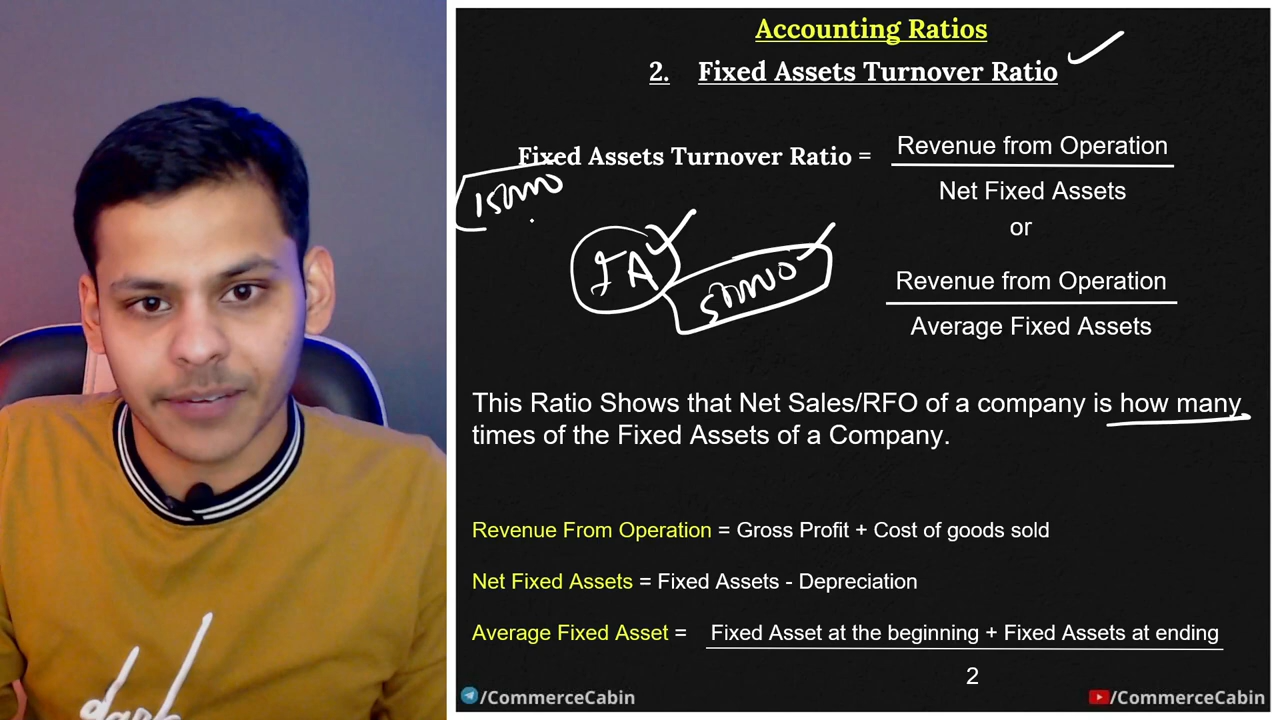 Accounting Ratios
2. Fixed Assets Turnover Ratio
Fixed Assets Turnover Ratio = Revenue from Operation
Net Fixed Assets
or
Revenue from Operation
Average Fixed Assets
FA
This Ratio Shows that Net Sales/RFO of a company is how many
times of the Fixed Assets of a Company.
Revenue From Operation = Gross Profit + Cost of goods sold
Net Fixed Assets = Fixed Assets - Depreciation
Average Fixed Asset = Fixed Asset at the beginning + Fixed Assets at ending
2
dark
/CommerceCabin
/CommerceCabin